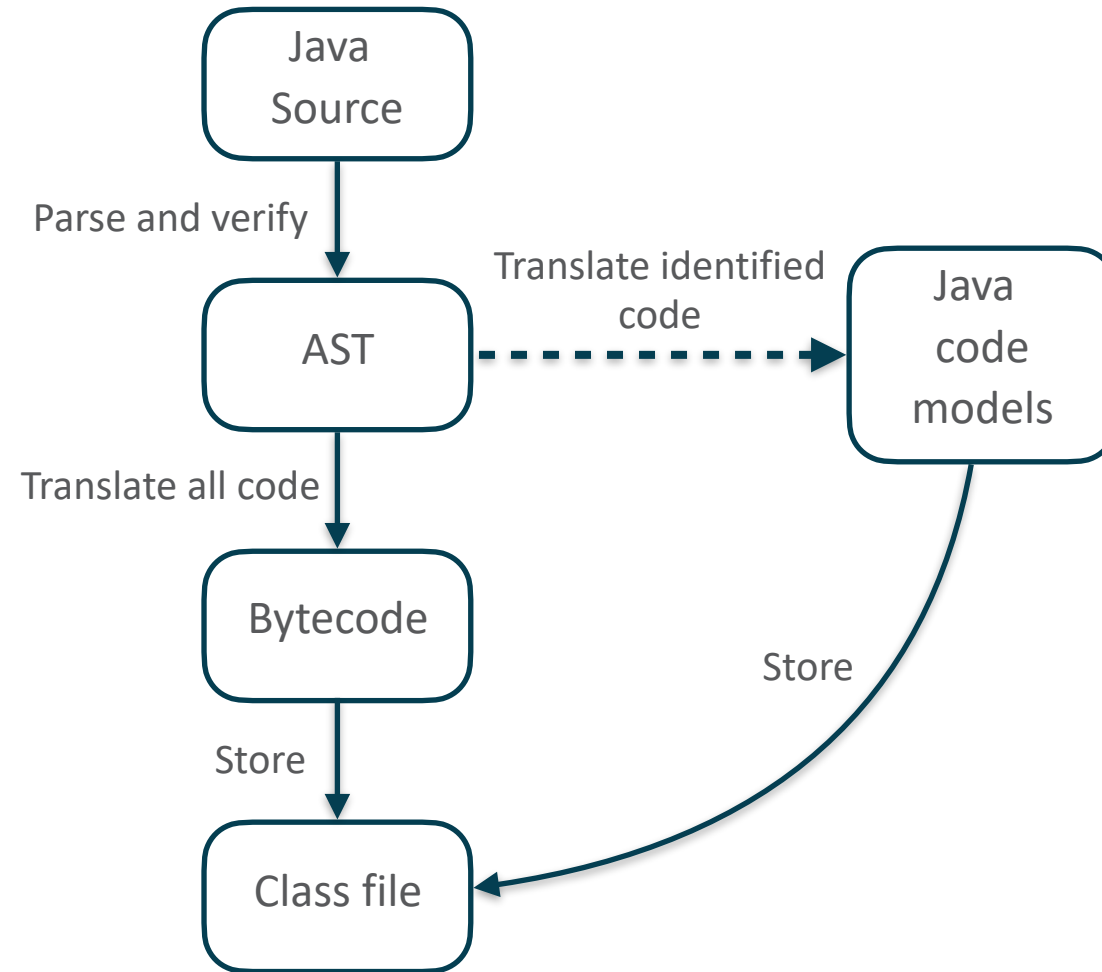 Java
Source
Parse and verify
AST
Translate identified
code
Java
code
models
Translate all code
Bytecode
Store
Store
Class file